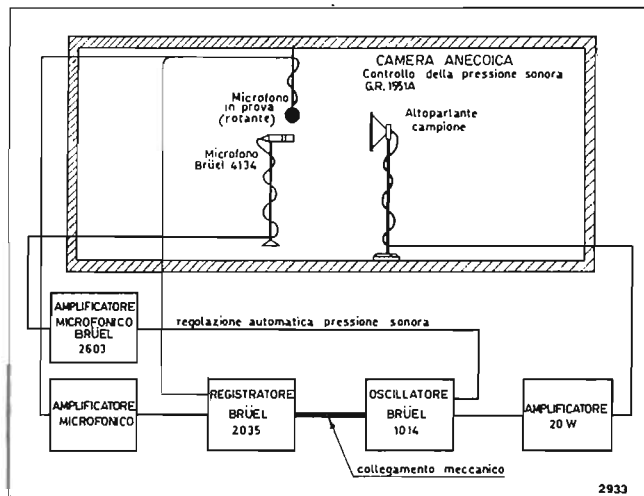 CAMERA ANECOICA
Controllo della pressione sonora
G.R. 1551A
Microfono
in prova
(rotante)
Altoparlante
campione
Microfono
Brüel 4134
AMPLIFICATORE
MICROFONICO
BRÜEL
2603
regolazione automatica pressione sonora
AMPLIFICATORE
MICROFONICO
REGISTRATORE
BRÜEL
2035
OSCILLATORE
BRÜEL
1014
AMPLIFICATORE
20 W
collegamento meccanico
2933